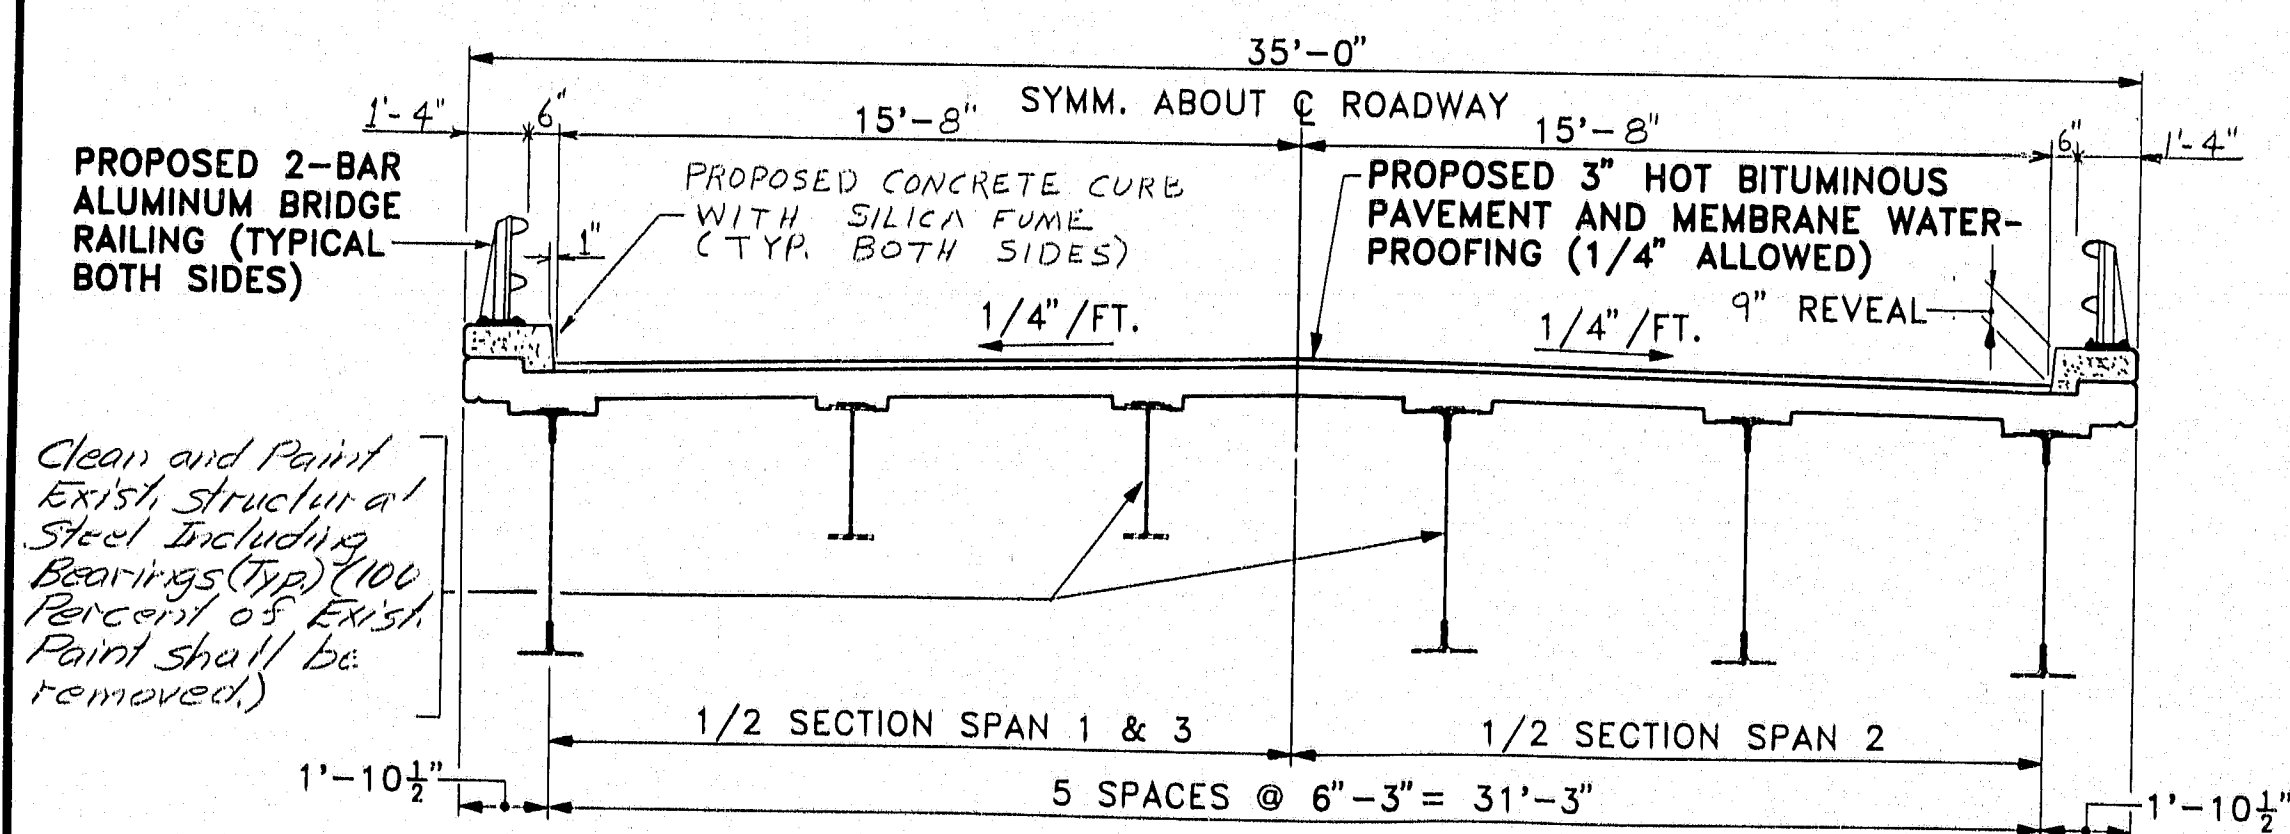 35'-0"
SYMM. ABOUT ℄ ROADWAY
1'-4"
6"
15'-8"
15'-8"
6"
1'-4"
PROPOSED 2-BAR
ALUMINUM BRIDGE
RAILING (TYPICAL
BOTH SIDES)
1"
PROPOSED CONCRETE CURB
WITH SILICA FUME
(TYP. BOTH SIDES)
PROPOSED 3" HOT BITUMINOUS
PAVEMENT AND MEMBRANE WATER-
PROOFING (1/4" ALLOWED)
1/4"/FT.
1/4"/FT.
9" REVEAL
Clean and Paint
Exist. structural
Steel Including
Bearings (Typ.) (100
Percent of Exist.
Paint shall be
removed.)
1/2 SECTION SPAN 1 & 3
1/2 SECTION SPAN 2
1'-10½"
5 SPACES @ 6"-3" = 31'-3"
1'-10½"